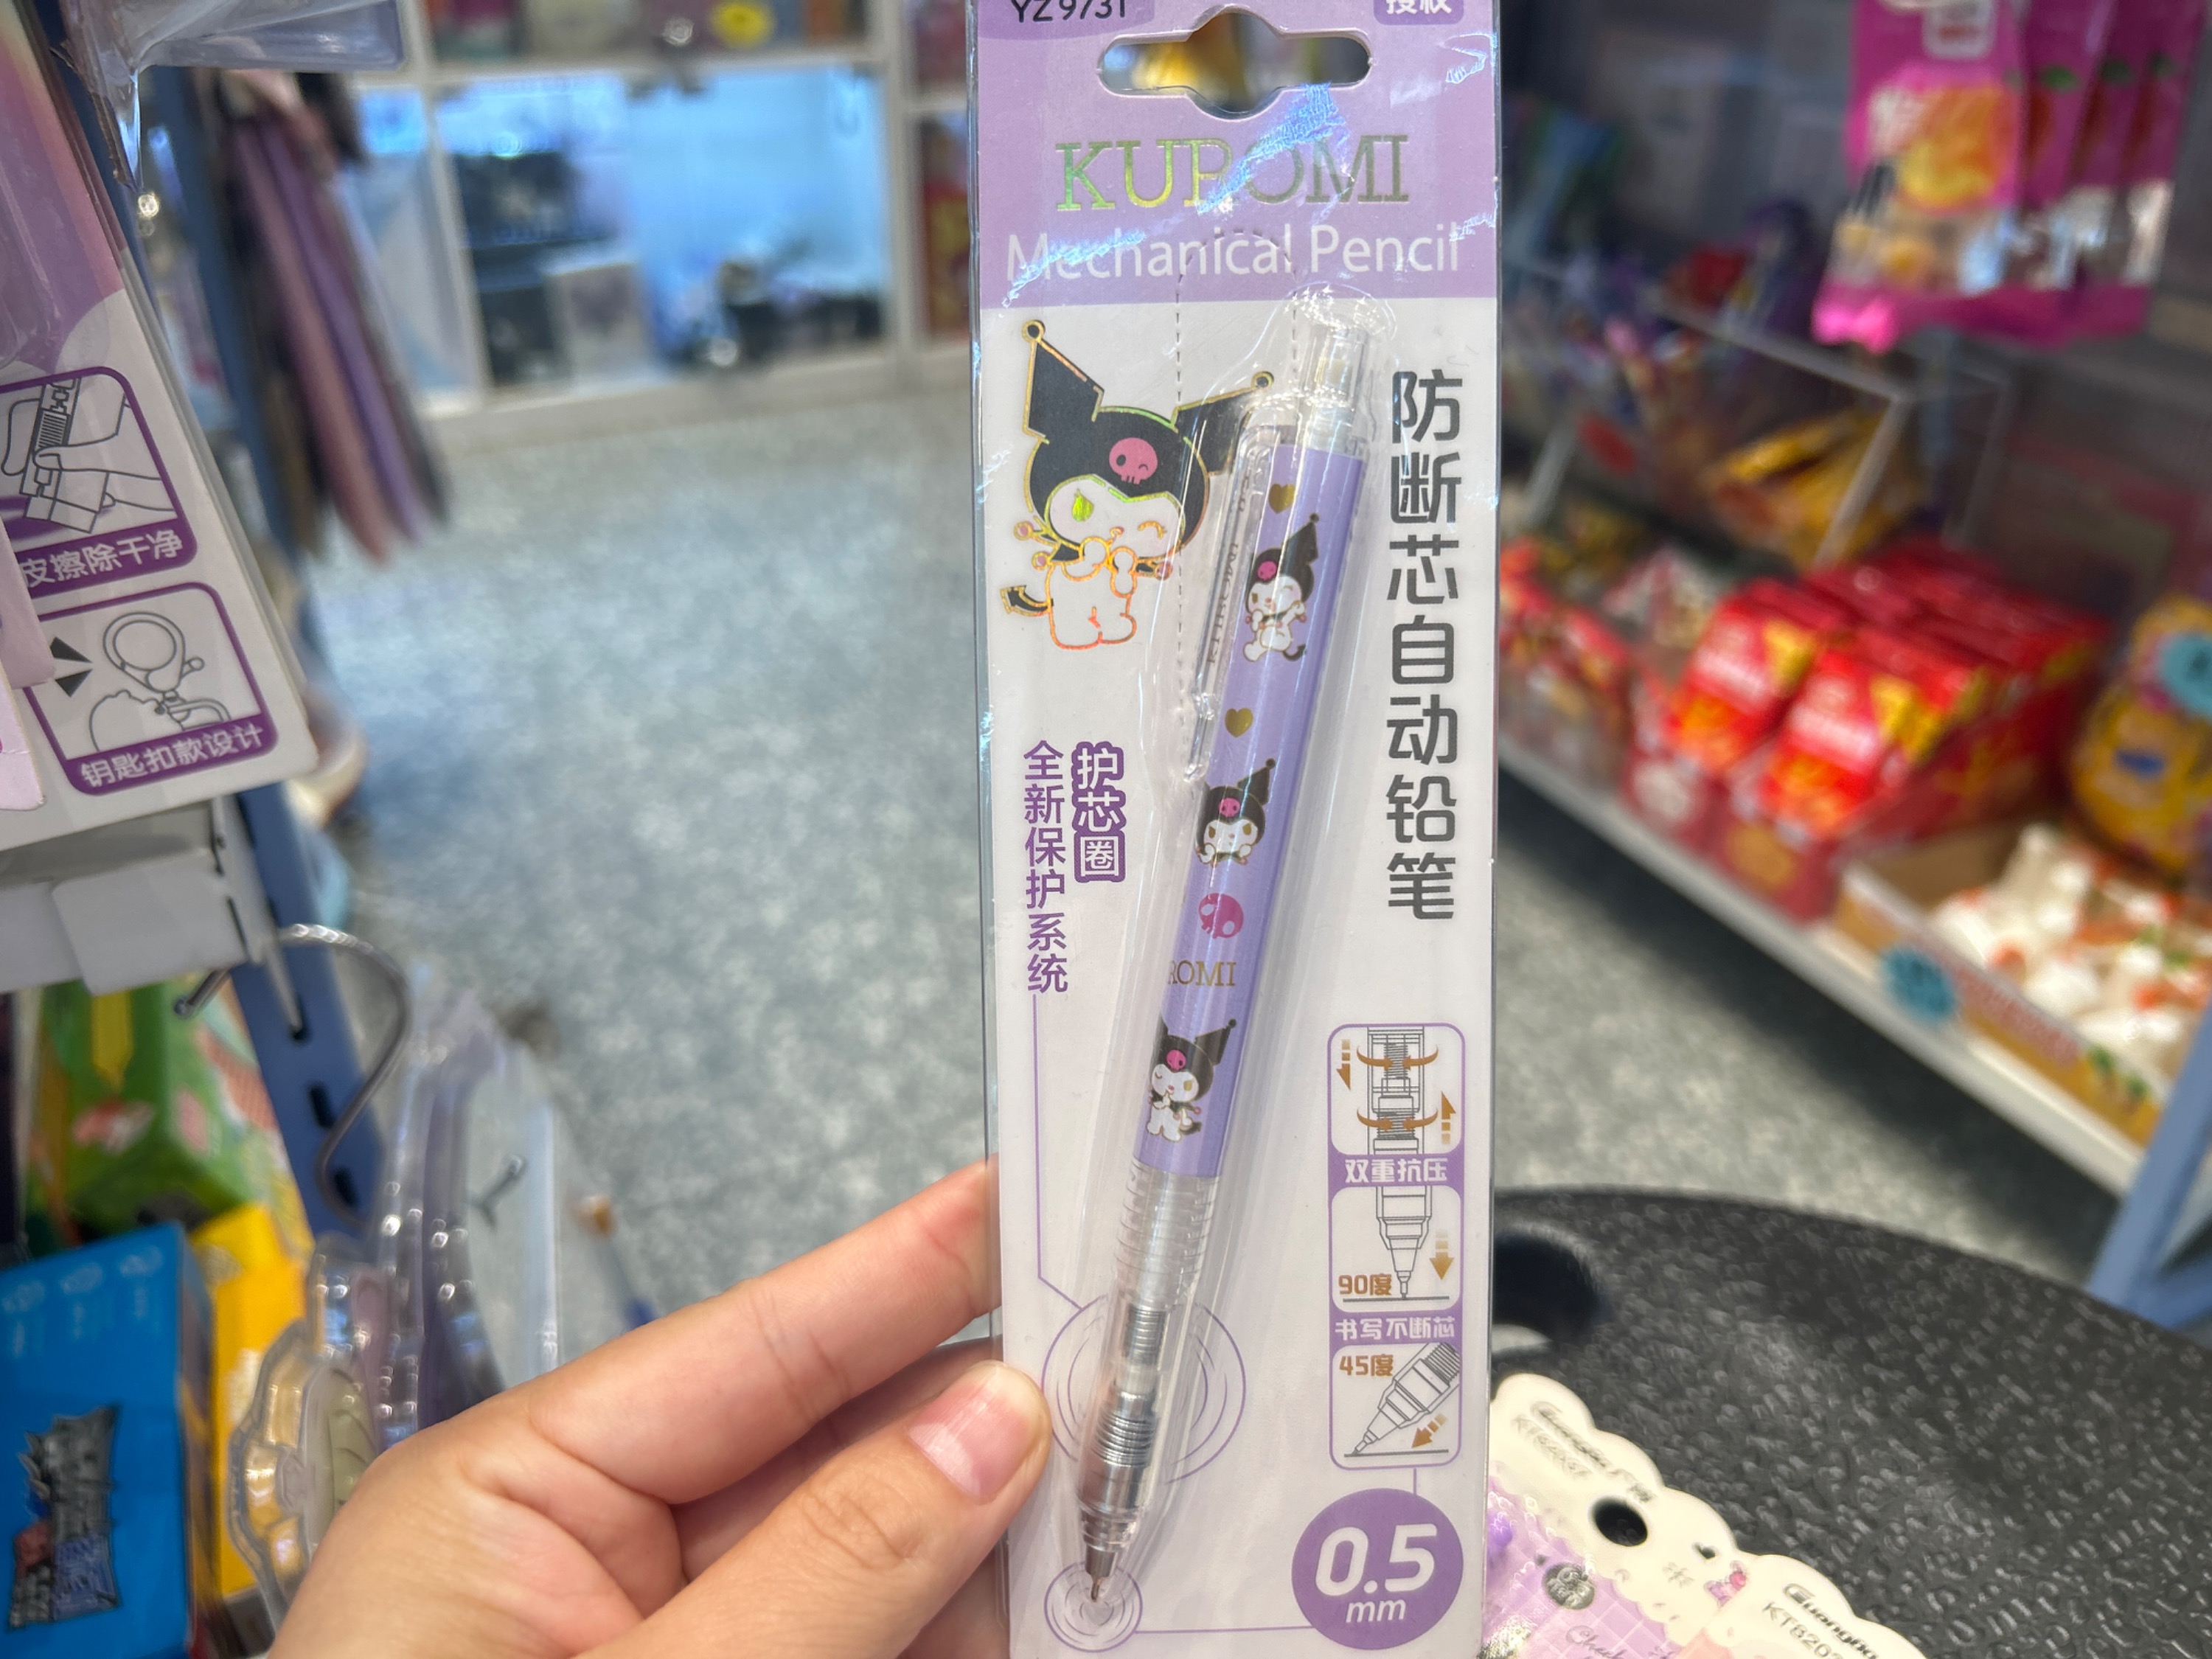 YZ9731
授权
KUROMI
Mechanical Pencil
防断芯自动铅笔
护芯圈
全新保护系统
ROMI
双重抗压
90度
书写不断芯
45度
0.5
mm
皮擦除干净
钥匙扣款设计
Guangbo
KT8203